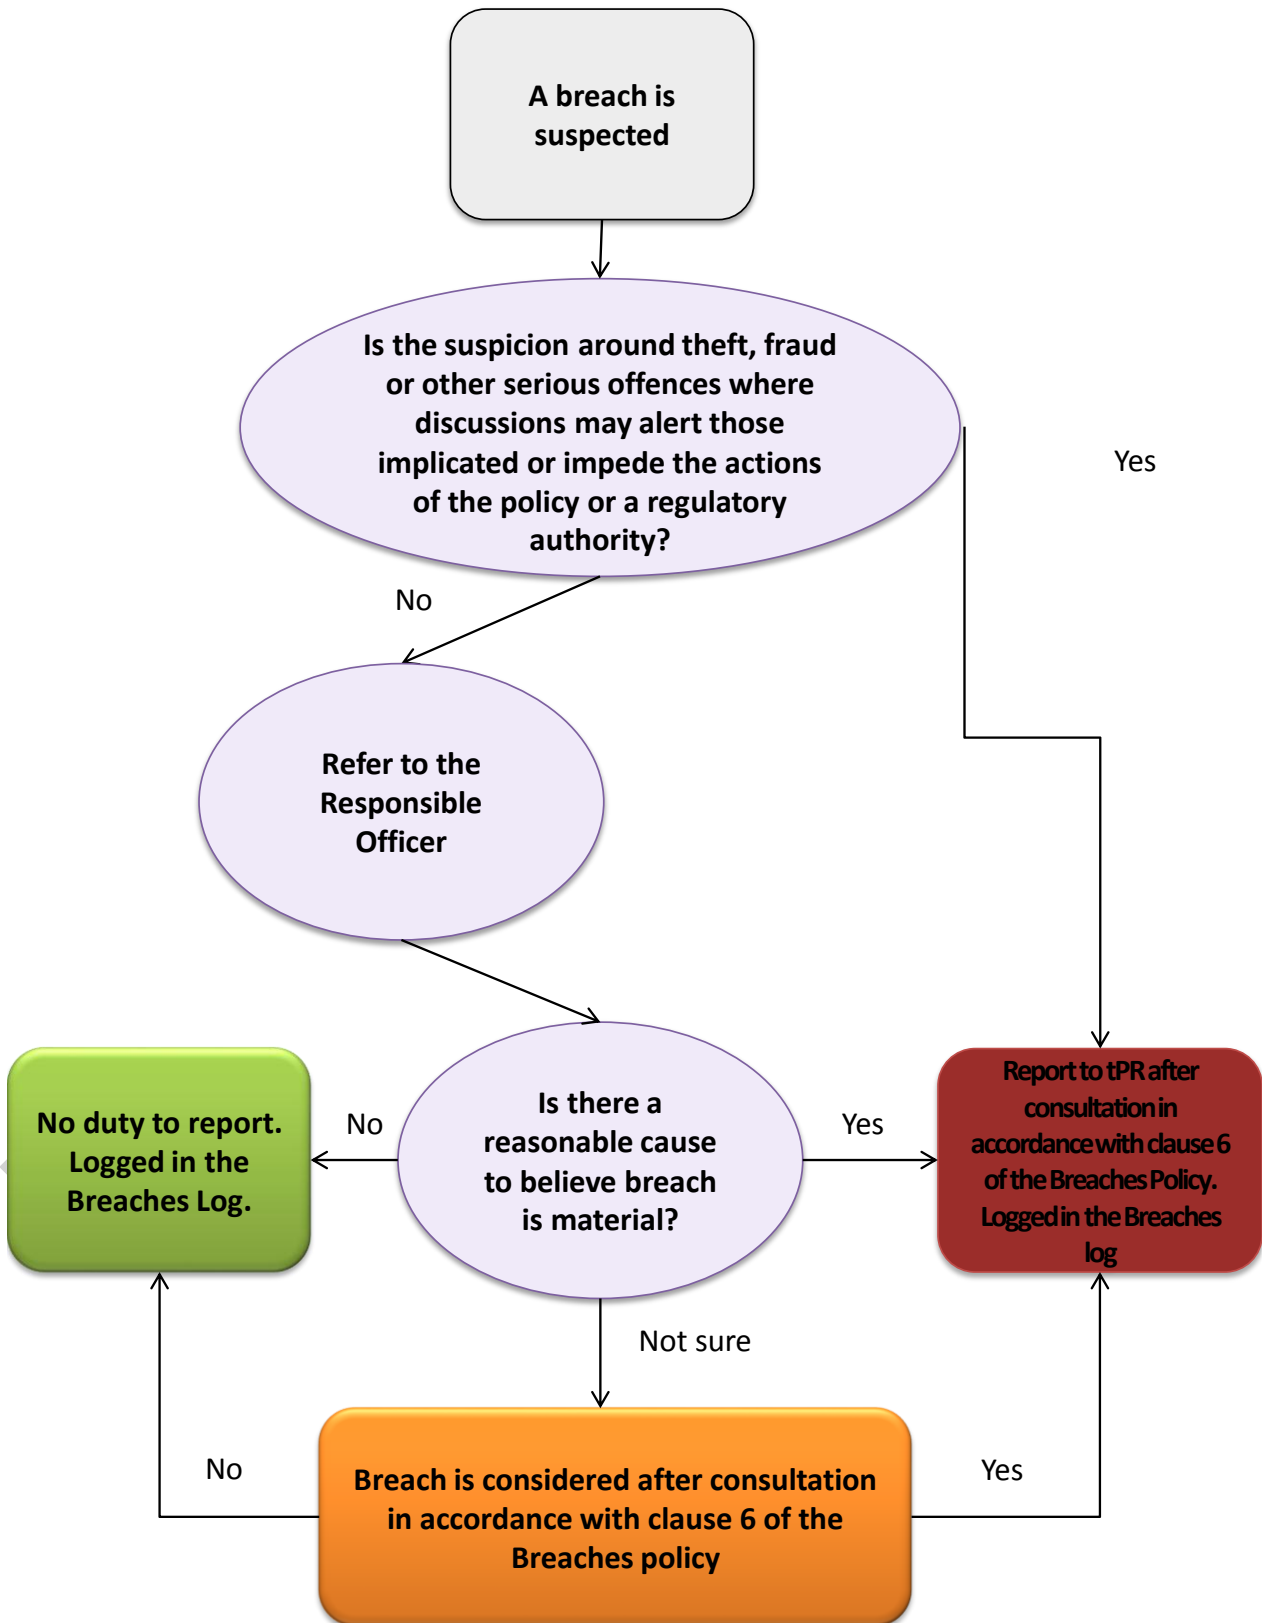 A breach is
suspected
Is the suspicion around theft, fraud
or other serious offences where
discussions may alert those
implicated or impede the actions
of the policy or a regulatory
authority?
Yes
No
Refer to the
Responsible
Officer
No duty to report.
Logged in the
Breaches Log.
No
Is there a
reasonable cause
to believe breach
is material?
Yes
Report to tPR after
consultation in
accordance with clause 6
of the Breaches Policy.
Logged in the Breaches
log
Not sure
No
Breach is considered after consultation
in accordance with clause 6 of the
Breaches policy
Yes